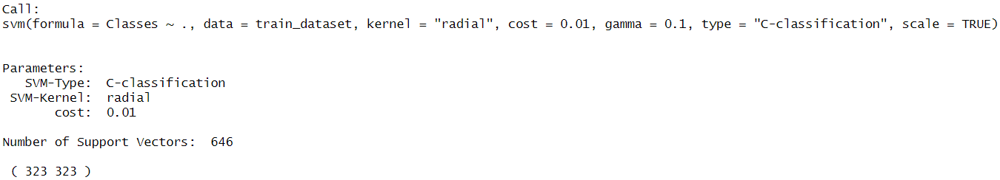 Call:
svm(formula = Classes ~ ., data = train_dataset, kernel = "radial", cost = 0.01, gamma = 0.1, type = "C-classification", scale = TRUE)
Parameters:
SVM-Type: C-classification
SVM-Kernel: radial
cost: 0.01
Number of Support Vectors: 646
( 323 323 )